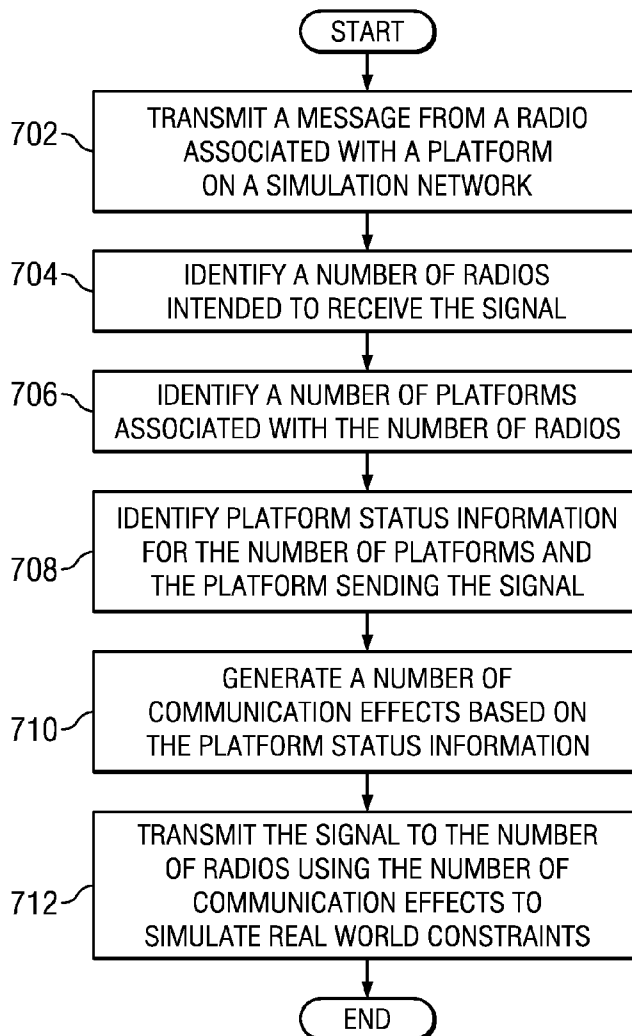 START
702
TRANSMIT A MESSAGE FROM A RADIO
ASSOCIATED WITH A PLATFORM
ON A SIMULATION NETWORK
704
IDENTIFY A NUMBER OF RADIOS
INTENDED TO RECEIVE THE SIGNAL
706
IDENTIFY A NUMBER OF PLATFORMS
ASSOCIATED WITH THE NUMBER OF RADIOS
708
IDENTIFY PLATFORM STATUS INFORMATION
FOR THE NUMBER OF PLATFORMS AND
THE PLATFORM SENDING THE SIGNAL
710
GENERATE A NUMBER OF
COMMUNICATION EFFECTS BASED ON
THE PLATFORM STATUS INFORMATION
712
TRANSMIT THE SIGNAL TO THE NUMBER
OF RADIOS USING THE NUMBER OF
COMMUNICATION EFFECTS TO
SIMULATE REAL WORLD CONSTRAINTS
END